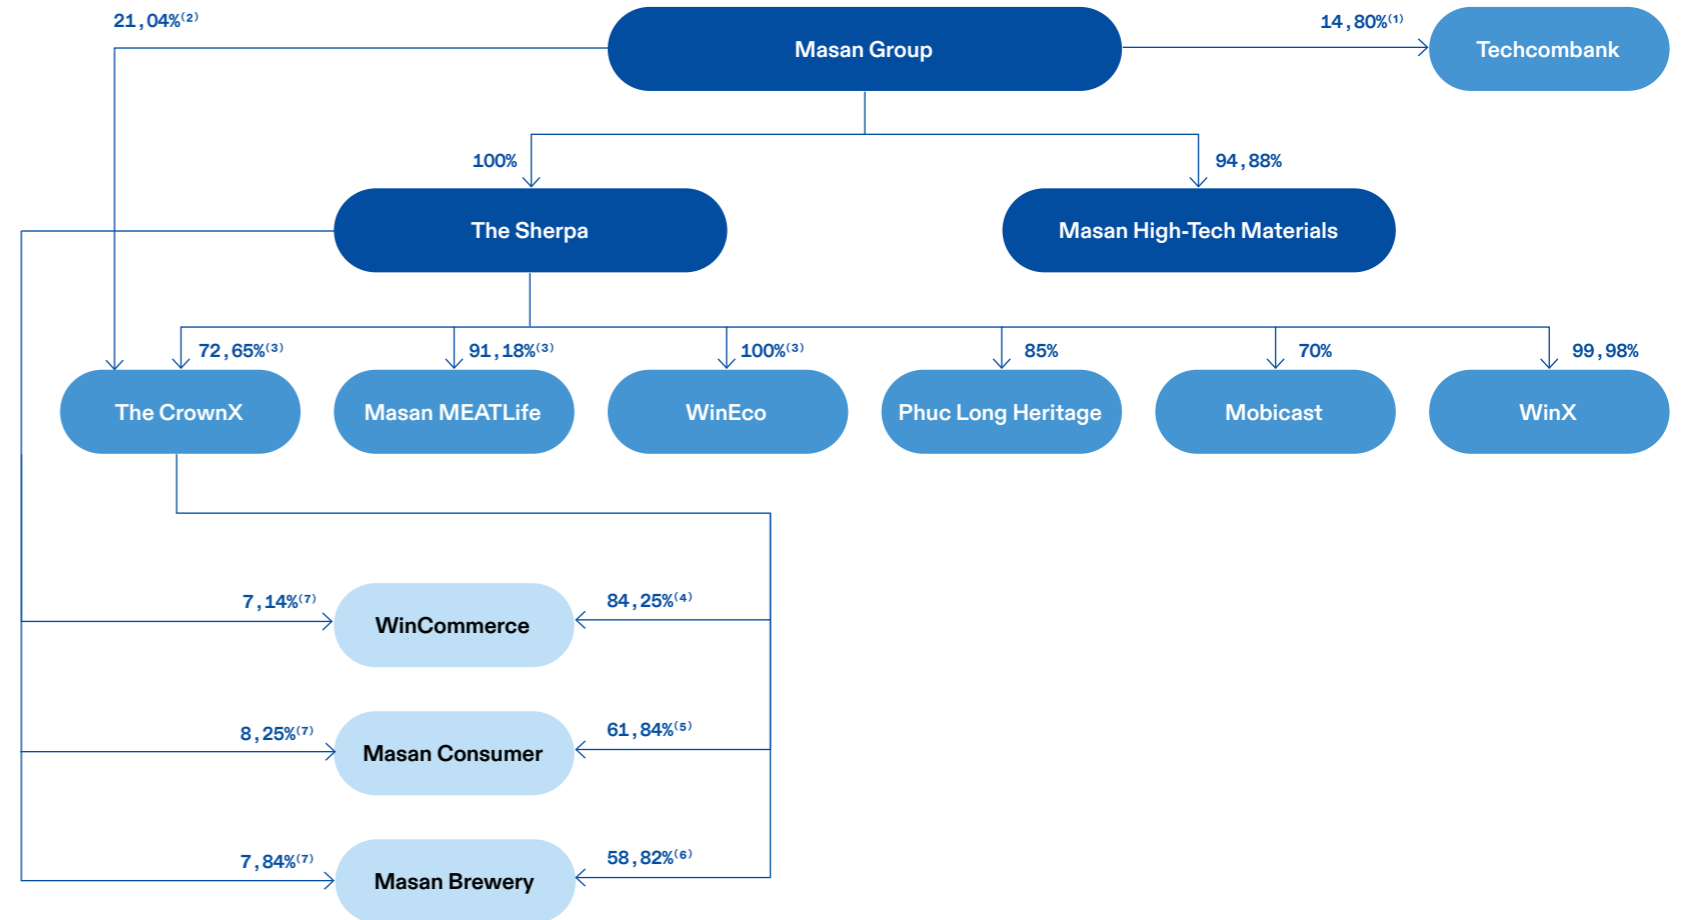 21,04%(2)
Masan Group
14,80%(1)
Techcombank
100%
94,88%
The Sherpa
Masan High-Tech Materials
72,65%(3)
91,18%(3)
100%(3)
85%
70%
99,98%
The CrownX
Masan MEATLife
WinEco
Phuc Long Heritage
Mobicast
WinX
7,14%(7)
WinCommerce
84,25%(4)
8,25%(7)
Masan Consumer
61,84%(5)
7,84%(7)
Masan Brewery
58,82%(6)